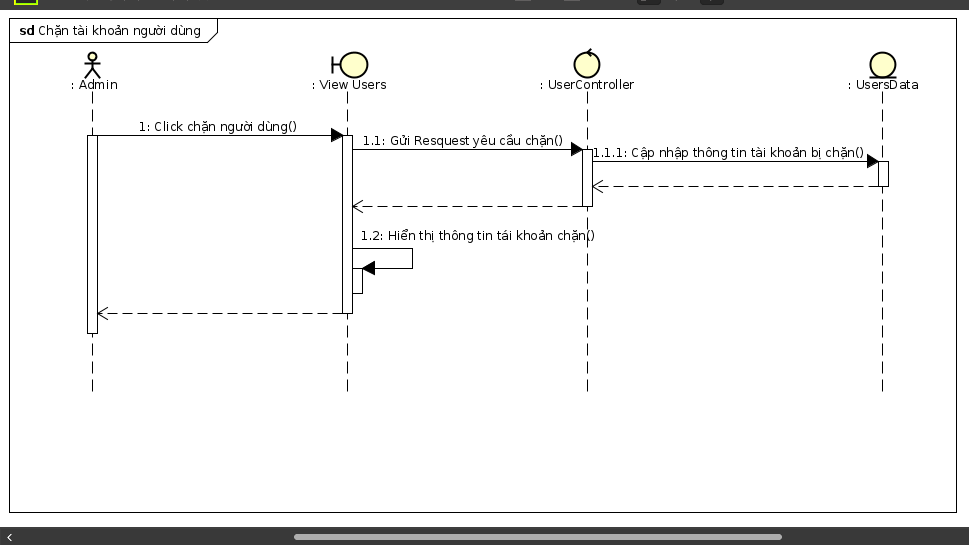 sd Chặn tài khoản người dùng
: Admin
: View Users
: UserController
: UsersData
1: Click chặn người dùng()
1.1: Gửi Resquest yêu cầu chặn()
1.1.1: Cập nhập thông tin tài khoản bị chặn()
1.2: Hiển thị thông tin tái khoản chặn()